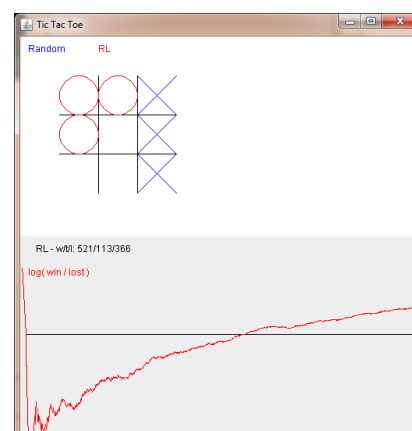 Tic Tac Toe
Random RL
RL - w/t/l: 521/113/366
log( win / lost )